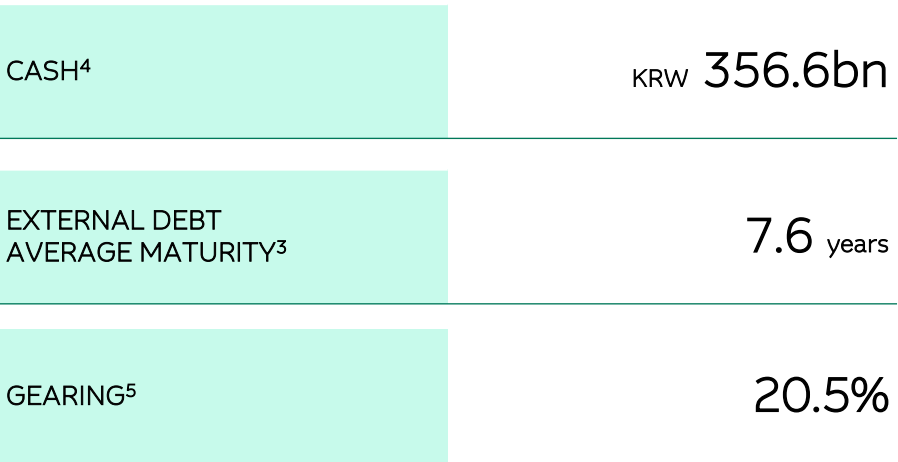 CASH⁴
KRW 356.6bn
EXTERNAL DEBT
AVERAGE MATURITY³
7.6 years
GEARING⁵
20.5%